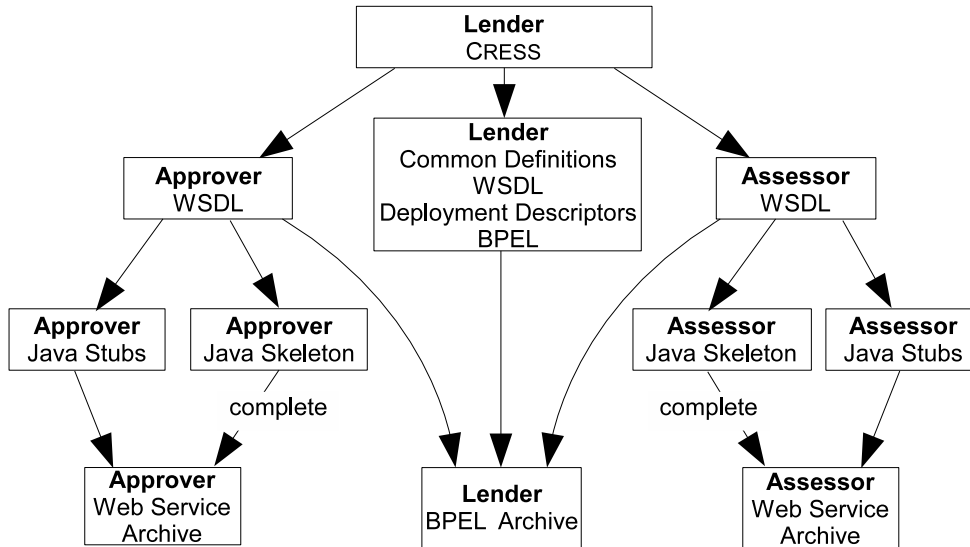 Lender
CRESS
Lender
Common Definitions
WSDL
Deployment Descriptors
BPEL
Approver
WSDL
Assessor
WSDL
Approver
Java Stubs
Approver
Java Skeleton
Assessor
Java Skeleton
Assessor
Java Stubs
complete
complete
Approver
Web Service
Archive
Lender
BPEL Archive
Assessor
Web Service
Archive